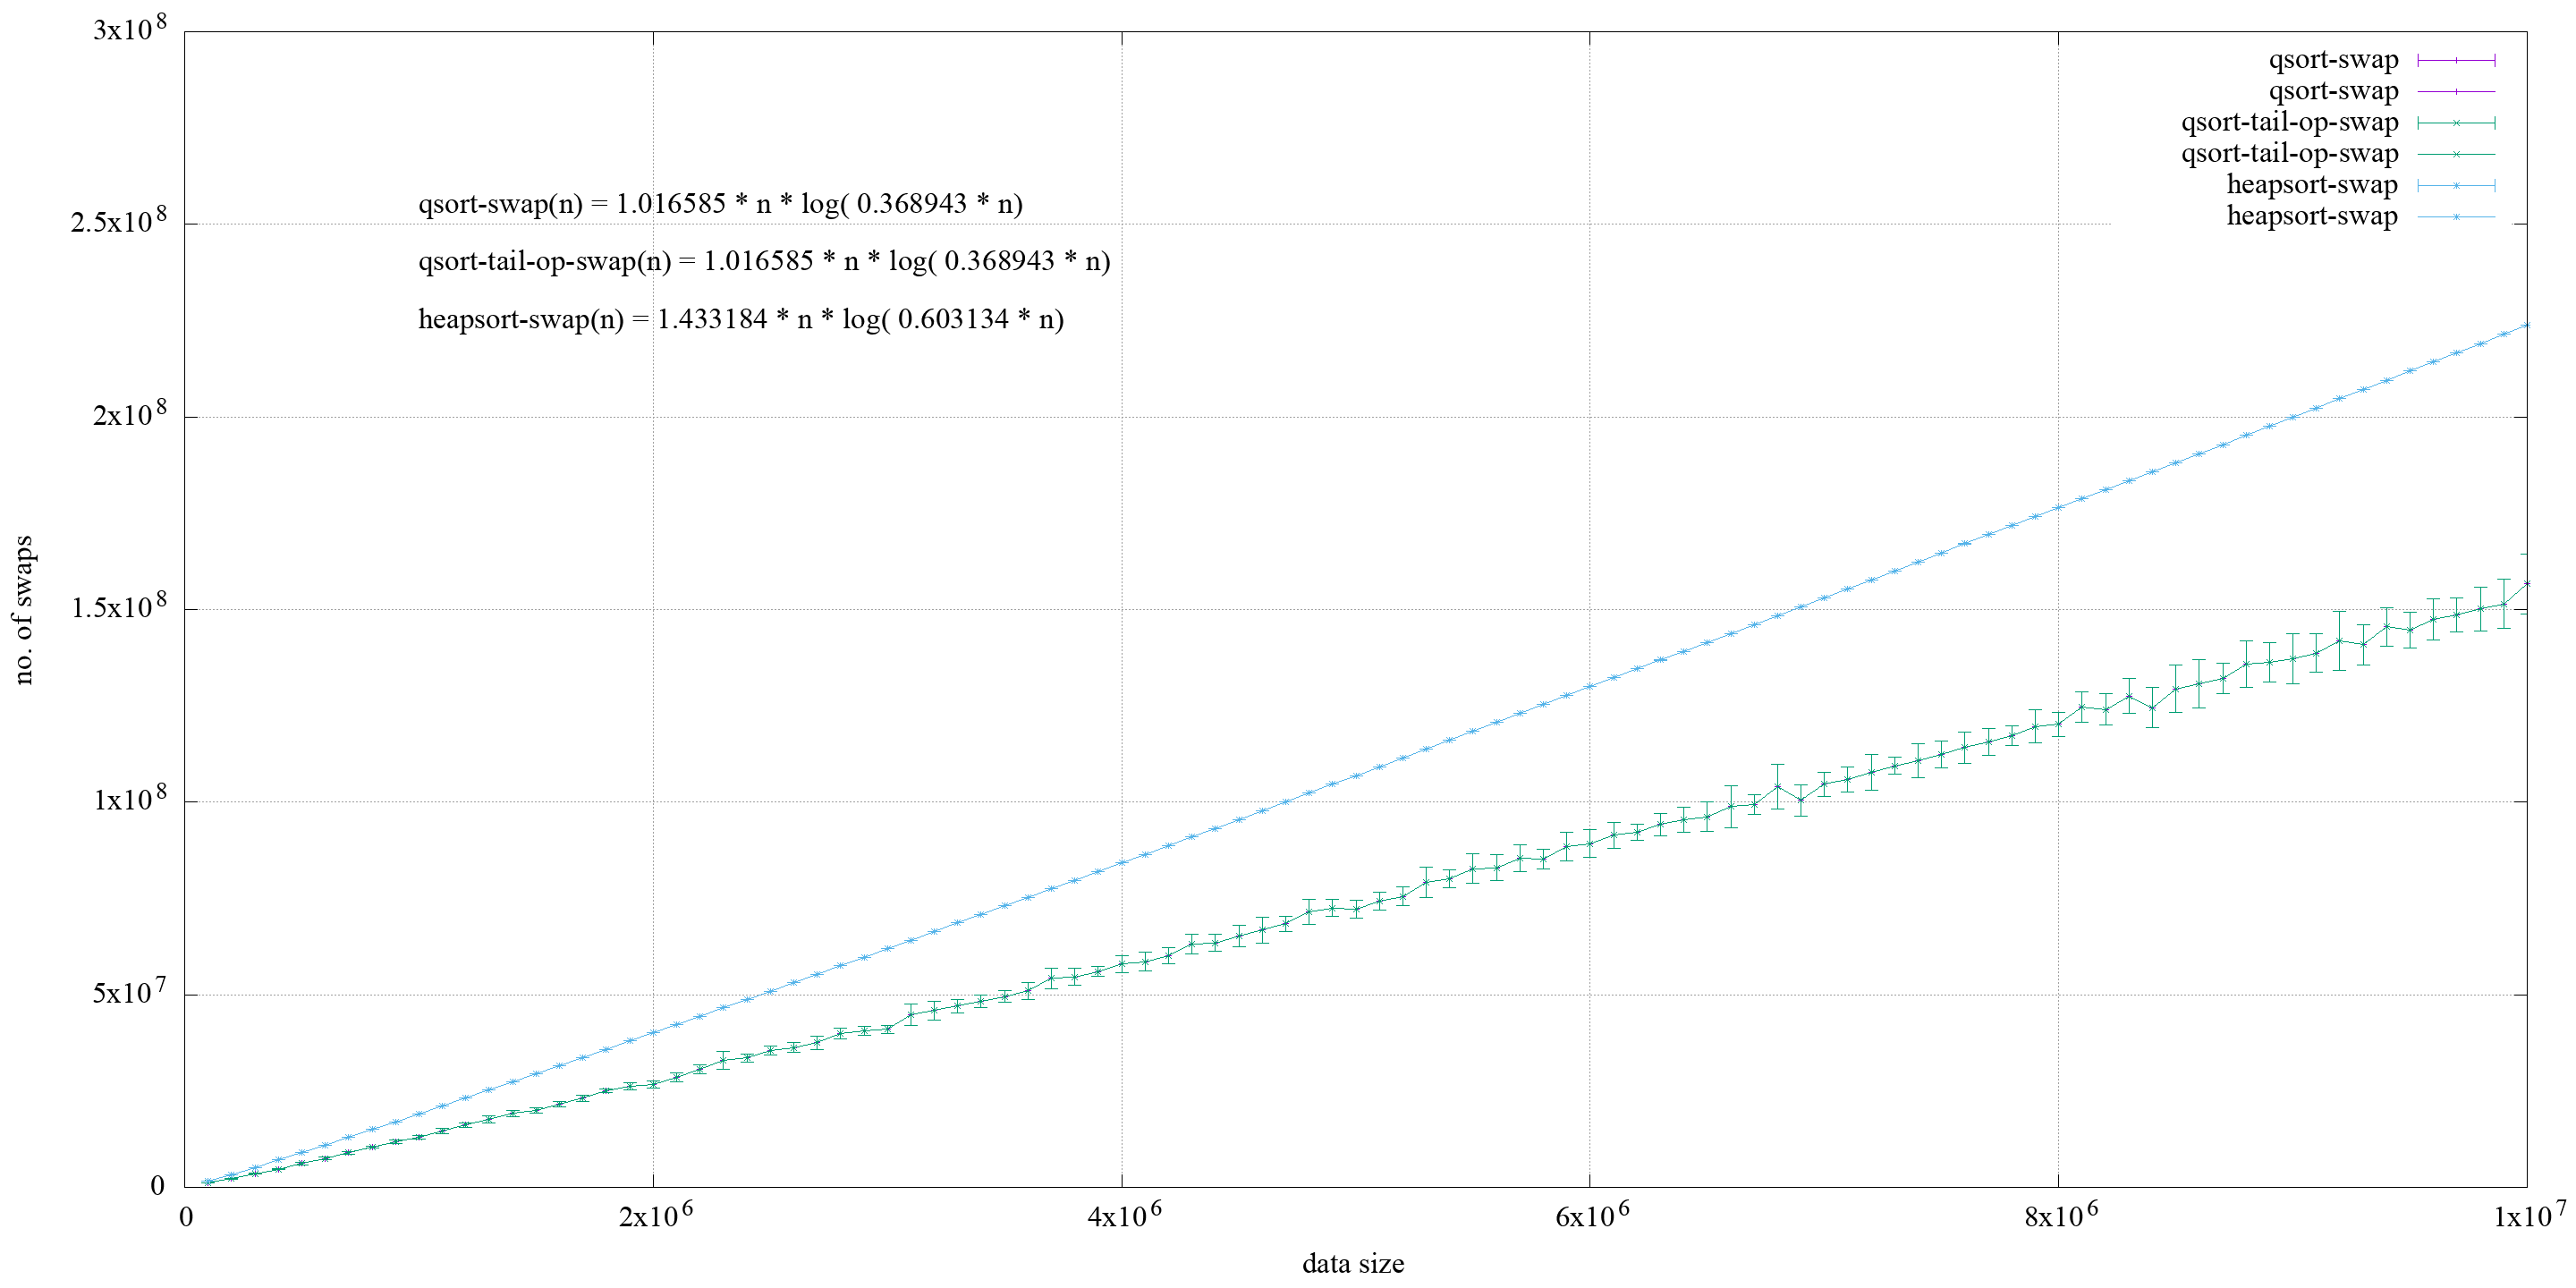 3x10^8
2.5x10^8
2x10^8
1.5x10^8
1x10^8
5x10^7
0
no. of swaps
qsort-swap
qsort-swap
qsort-tail-op-swap
qsort-tail-op-swap
heapsort-swap
heapsort-swap
qsort-swap(n) = 1.016585 * n * log( 0.368943 * n)
qsort-tail-op-swap(n) = 1.016585 * n * log( 0.368943 * n)
heapsort-swap(n) = 1.433184 * n * log( 0.603134 * n)
0 2x10^6 4x10^6 6x10^6 8x10^6 1x10^7
data size